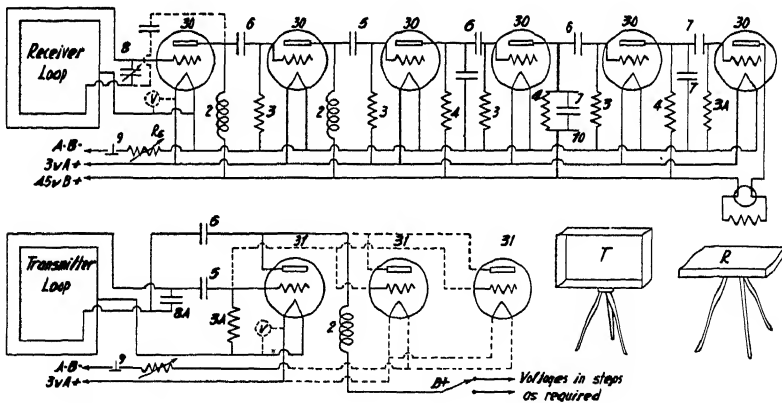 30 30 30 30 30 30
6 5 6 6 7
Receiver
Loop
8
V
2 3 2 3 4 3 4 7 10 3 4 7 3A
A-B- 9 R6
3vA+
45vB+
6
31 31 31
Transmitter
Loop
5
8A
3A
V
2
T
R
A-B- 9
3vA+
B+
Voltages in steps
as required